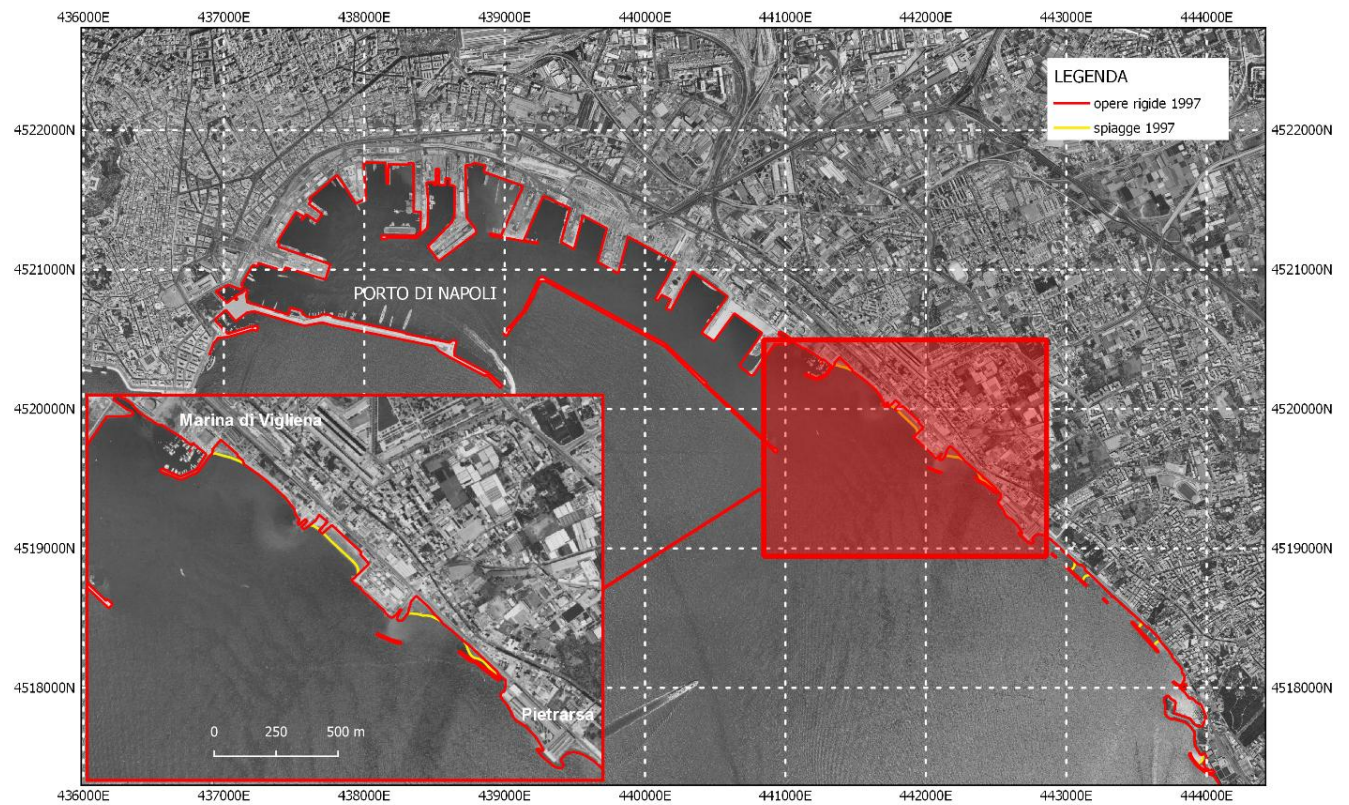 436000E 437000E 438000E 439000E 440000E 441000E 442000E 443000E 444000E
LEGENDA
opere rigide 1997
spiagge 1997
4522000N 4522000N
4521000N 4521000N
PORTO DI NAPOLI
4520000N 4520000N
Marina di Vigliena
4519000N 4519000N
4518000N 4518000N
Pietrarsa
0 250 500 m
436000E 437000E 438000E 439000E 440000E 441000E 442000E 443000E 444000E